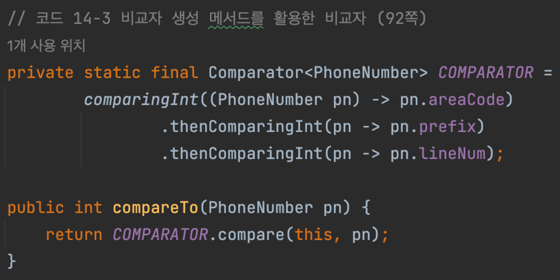 // 코드 14-3 비교자 생성 메서드를 활용한 비교자 (92쪽)
1개 사용 위치
private static final Comparator<PhoneNumber> COMPARATOR =
comparingInt((PhoneNumber pn) -> pn.areaCode)
.thenComparingInt(pn -> pn.prefix)
.thenComparingInt(pn -> pn.lineNum);
public int compareTo(PhoneNumber pn) {
return COMPARATOR.compare(this, pn);
}